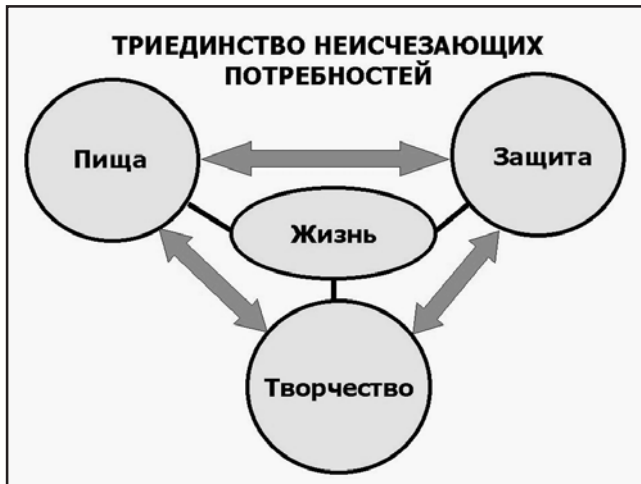 ТРИЕДИНСТВО НЕИСЧЕЗАЮЩИХ
ПОТРЕБНОСТЕЙ
Пища
Защита
Жизнь
Творчество